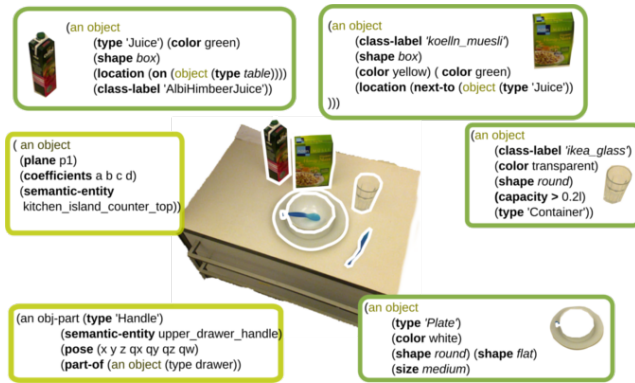 (an object
(type 'Juice') (color green)
(shape box)
(location (on (object (type table))))
(class-label 'AlbiHimbeerJuice'))
(an object
(class-label 'koelln_muesli')
(shape box)
(color yellow) ( color green)
(location (next-to (object (type 'Juice'))
)))
( an object
(plane p1)
(coefficients a b c d)
(semantic-entity
kitchen_island_counter_top))
(an object
(class-label 'ikea_glass')
(color transparent)
(shape round)
(capacity > 0.2l)
(type 'Container'))
(an obj-part (type 'Handle')
(semantic-entity upper_drawer_handle)
(pose (x y z qx qy qz qw)
(part-of (an object (type drawer))
(an object
(type 'Plate')
(color white)
(shape round) (shape flat)
(size medium)